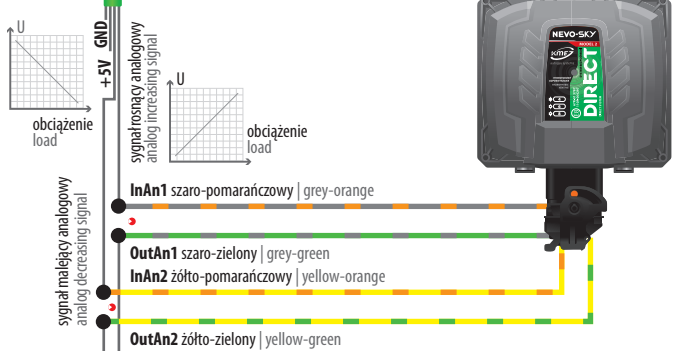 U
GND
+5V
obciążenie
load
sygnał rosnący analogowy
analog increasing signal
U
obciążenie
load
NEVO-SKY
MODEL 2
KME
DIRECT
InAn1 szaro-pomarańczowy | grey-orange
OutAn1 szaro-zielony | grey-green
InAn2 żółto-pomarańczowy | yellow-orange
sygnał malejący analogowy
analog decreasing signal
OutAn2 żółto-zielony | yellow-green